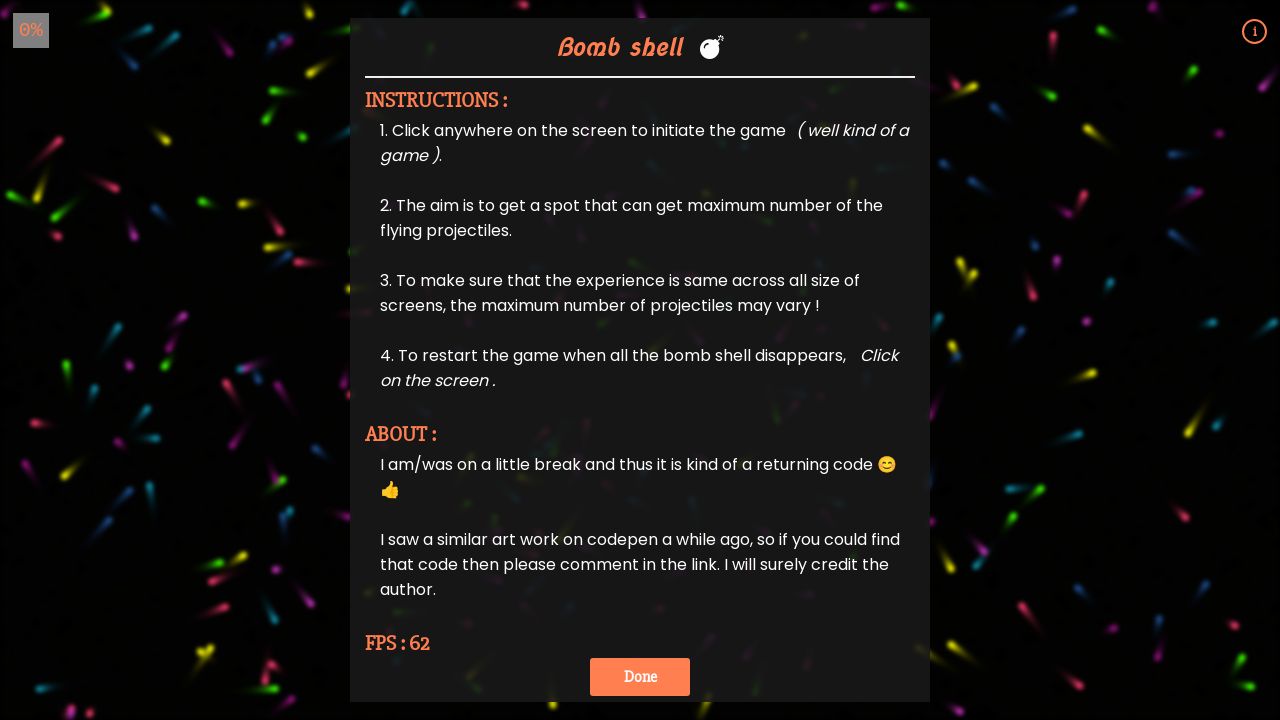 0%
i
Bomb shell 💣
INSTRUCTIONS :
1. Click anywhere on the screen to initiate the game ( well kind of a
game ).
2. The aim is to get a spot that can get maximum number of the
flying projectiles.
3. To make sure that the experience is same across all size of
screens, the maximum number of projectiles may vary !
4. To restart the game when all the bomb shell disappears, Click
on the screen .
ABOUT :
I am/was on a little break and thus it is kind of a returning code 😊
👍
I saw a similar art work on codepen a while ago, so if you could find
that code then please comment in the link. I will surely credit the
author.
FPS : 62
Done